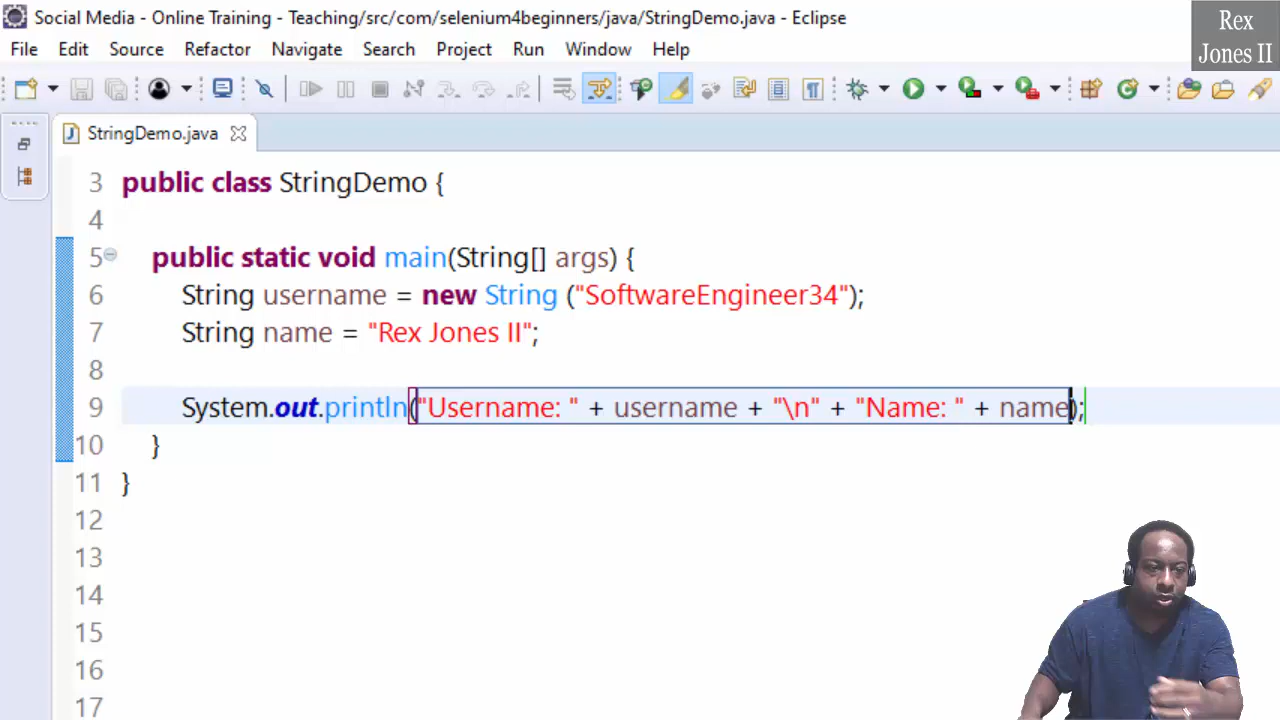 Social Media - Online Training - Teaching/src/com/selenium4beginners/java/StringDemo.java - Eclipse
Rex
Jones II
File Edit Source Refactor Navigate Search Project Run Window Help
StringDemo.java
3 public class StringDemo {
4
5 public static void main(String[] args) {
6 String username = new String ("SoftwareEngineer34");
7 String name = "Rex Jones II";
8
9 System.out.println("Username: " + username + "\n" + "Name: " + name);
10 }
11 }
12
13
14
15
16
17